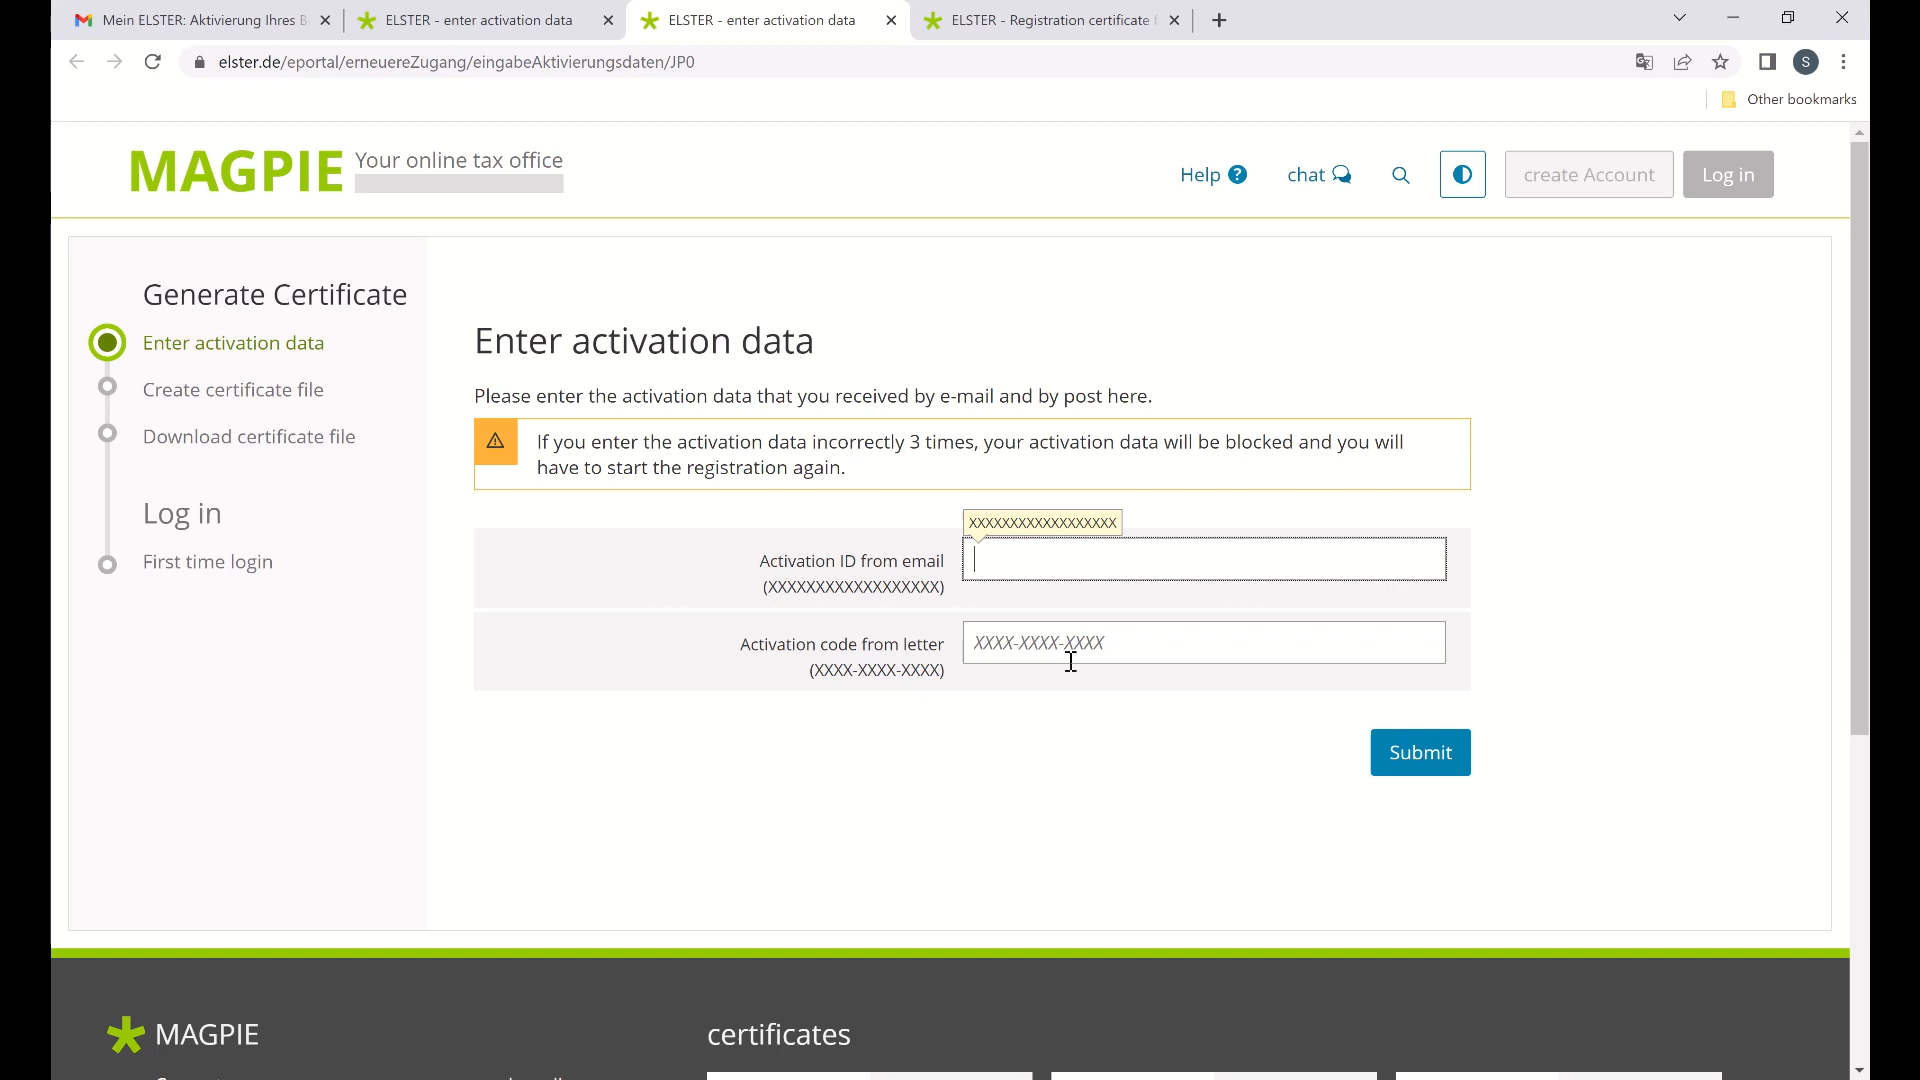 Mein ELSTER: Aktivierung Ihres B
ELSTER - enter activation data
ELSTER - enter activation data
ELSTER - Registration certificate f
elster.de/eportal/erneuereZugang/eingabeAktivierungsdaten/JP0
S
Other bookmarks
MAGPIE
Your online tax office
Help ?
chat
create Account
Log in
Generate Certificate
Enter activation data
Create certificate file
Download certificate file
Log in
First time login
Enter activation data
Please enter the activation data that you received by e-mail and by post here.
If you enter the activation data incorrectly 3 times, your activation data will be blocked and you will
have to start the registration again.
XXXXXXXXXXXXXXXXXX
Activation ID from email
(XXXXXXXXXXXXXXXXXX)
Activation code from letter
(XXXX-XXXX-XXXX)
XXXX-XXXX-XXXX
Submit
MAGPIE
certificates